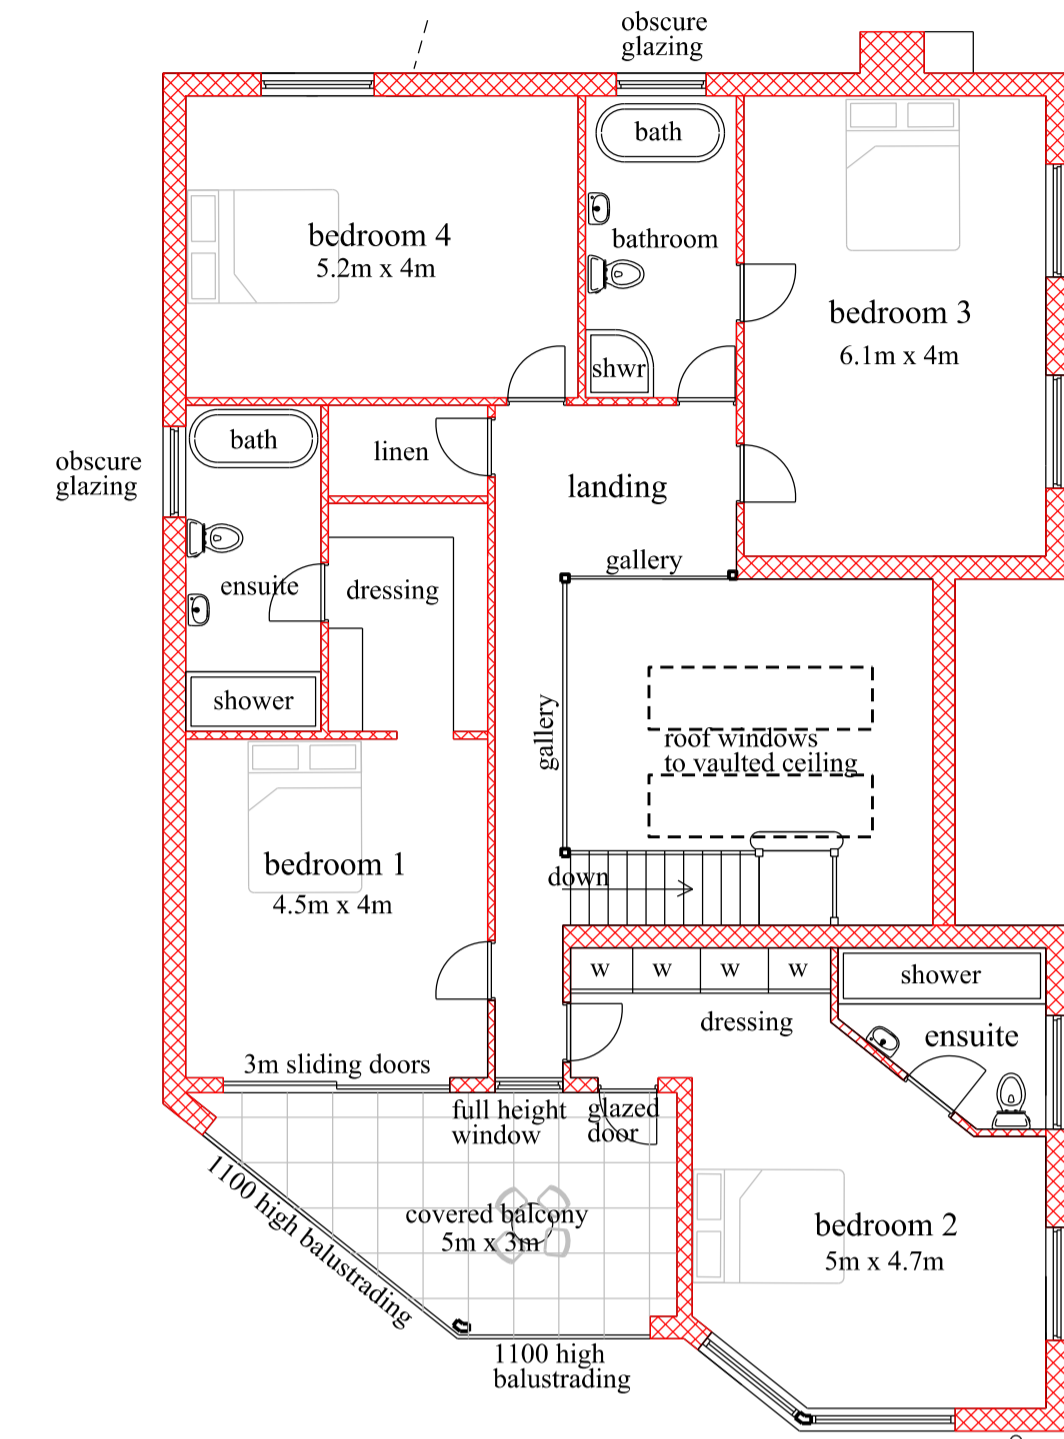 obscure
glazing
bath
bathroom
bedroom 4
5.2m x 4m
bedroom 3
6.1m x 4m
shwr
bath
linen
obscure
glazing
landing
gallery
ensuite
dressing
shower
gallery
roof windows
to vaulted ceiling
bedroom 1
4.5m x 4m
down
w
w
w
w
shower
dressing
ensuite
3m sliding doors
full height
window
glazed
door
1100 high balustrading
covered balcony
5m x 3m
bedroom 2
5m x 4.7m
1100 high
balustrading